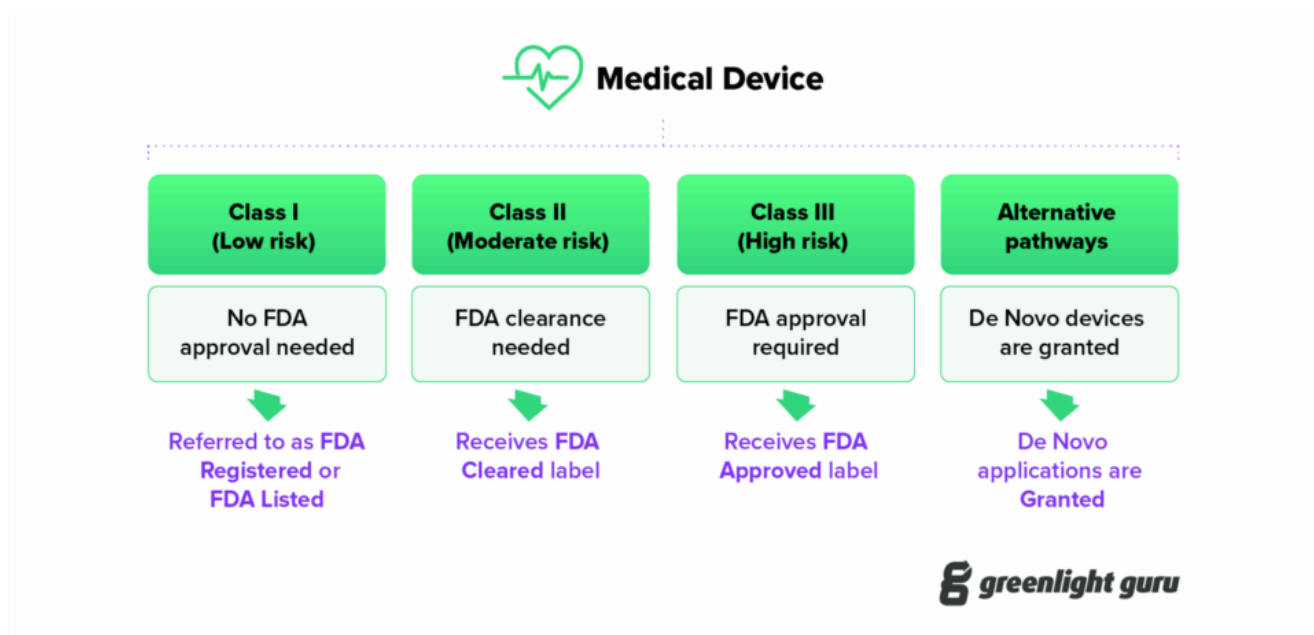 Medical Device
Class I
(Low risk)
No FDA
approval needed
Referred to as FDA
Registered or
FDA Listed
Class II
(Moderate risk)
FDA clearance
needed
Receives FDA
Cleared label
Class III
(High risk)
FDA approval
required
Receives FDA
Approved label
Alternative
pathways
De Novo devices
are granted
De Novo
applications are
Granted
greenlight guru